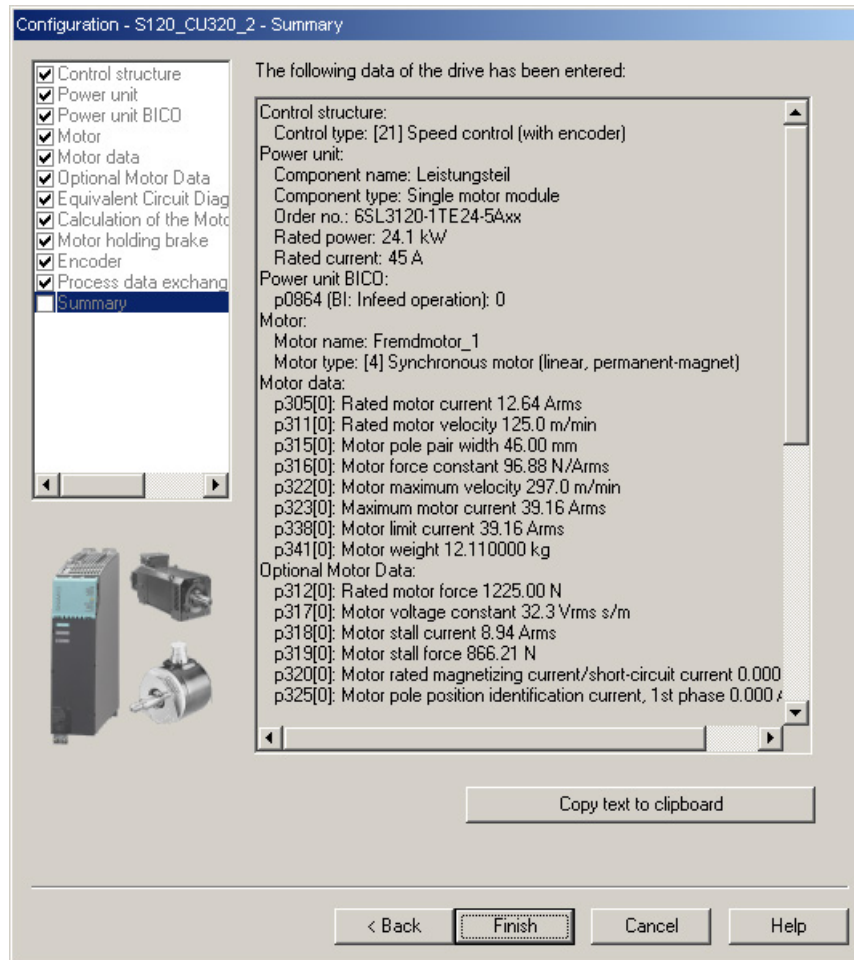 Configuration - S120_CU320_2 - Summary
Control structure
Power unit
Power unit BICO
Motor
Motor data
Optional Motor Data
Equivalent Circuit Diag
Calculation of the Moto
Motor holding brake
Encoder
Process data exchang
Summary
The following data of the drive has been entered:
Control structure:
Control type: [21] Speed control (with encoder)
Power unit:
Component name: Leistungsteil
Component type: Single motor module
Order no.: 6SL3120-1TE24-5Axx
Rated power: 24.1 kW
Rated current: 45 A
Power unit BICO:
p0864 (BI: Infeed operation): 0
Motor:
Motor name: Fremdmotor_1
Motor type: [4] Synchronous motor (linear, permanent-magnet)
Motor data:
p305[0]: Rated motor current 12.64 Arms
p311[0]: Rated motor velocity 125.0 m/min
p315[0]: Motor pole pair width 46.00 mm
p316[0]: Motor force constant 96.88 N/Arms
p322[0]: Motor maximum velocity 297.0 m/min
p323[0]: Maximum motor current 39.16 Arms
p338[0]: Motor limit current 39.16 Arms
p341[0]: Motor weight 12.110000 kg
Optional Motor Data:
p312[0]: Rated motor force 1225.00 N
p317[0]: Motor voltage constant 32.3 Vrms s/m
p318[0]: Motor stall current 8.94 Arms
p319[0]: Motor stall force 866.21 N
p320[0]: Motor rated magnetizing current/short-circuit current 0.000
p325[0]: Motor pole position identification current, 1st phase 0.000
Copy text to clipboard
< Back
Finish
Cancel
Help